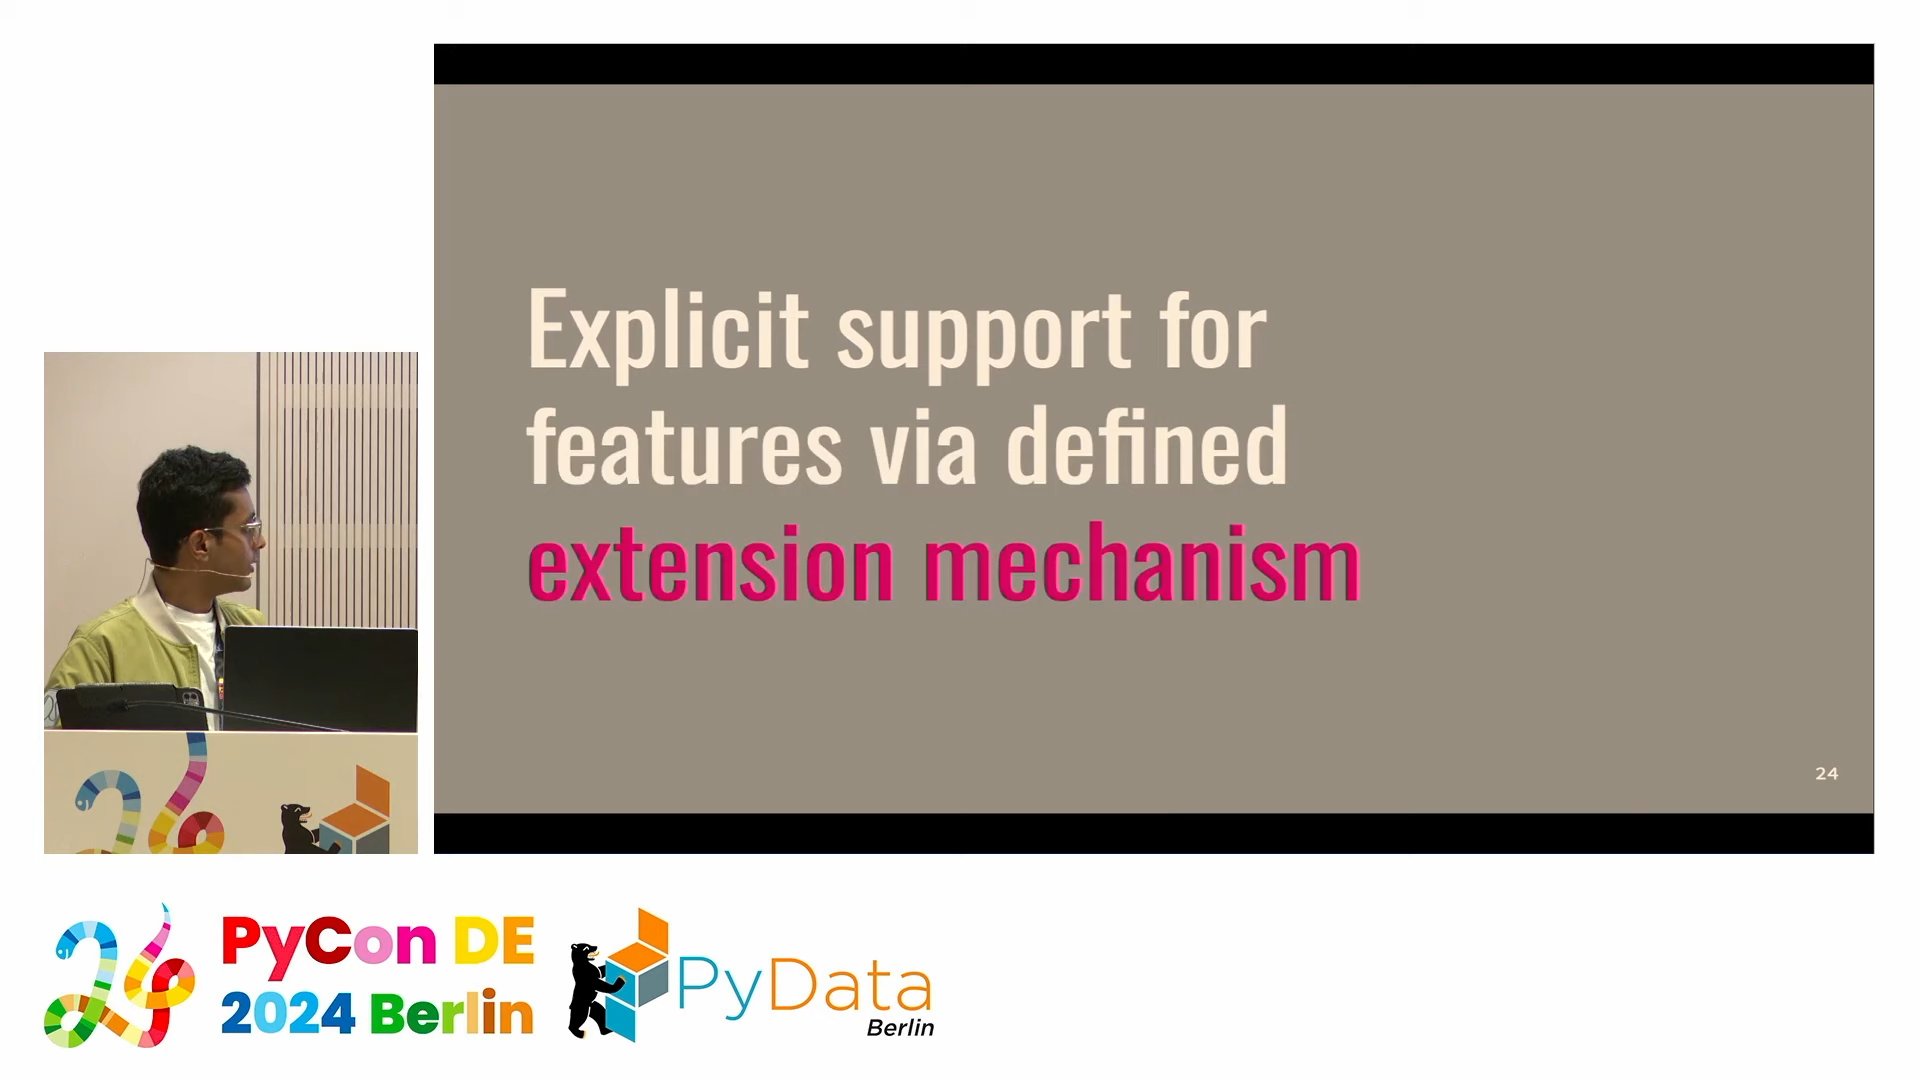 Explicit support for
features via defined
extension mechanism
24
PyCon DE
2024 Berlin
PyData
Berlin